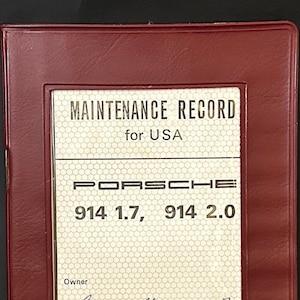 MAINTENANCE RECORD
for USA
PORSCHE
914 1.7, 914 2.0
Owner